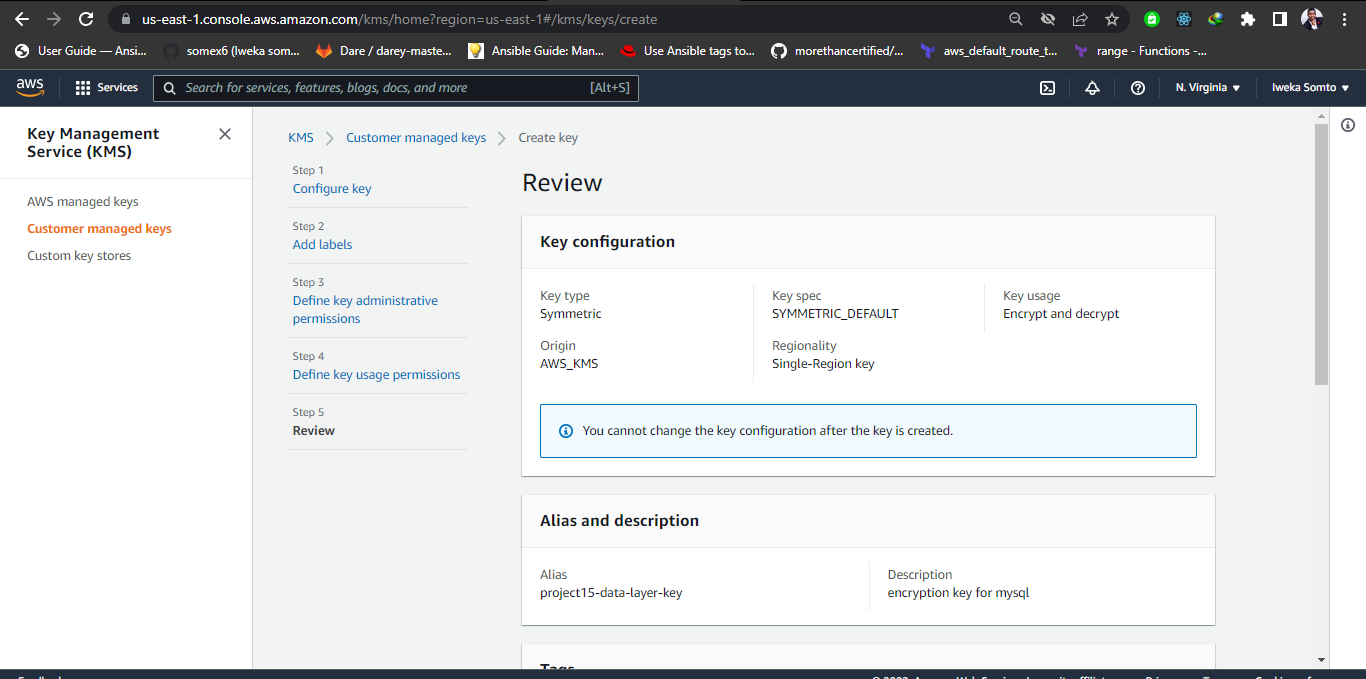 us-east-1.console.aws.amazon.com/kms/home?region=us-east-1#/kms/keys/create
User Guide — Ansi...
somex6 (Iweka som...
Dare / darey-maste...
Ansible Guide: Man...
Use Ansible tags to...
morethancertified/...
aws_default_route_t...
range - Functions -...
aws
Services
Search for services, features, blogs, docs, and more
[Alt+S]
N. Virginia
Iweka Somto
Key Management
Service (KMS)
AWS managed keys
Customer managed keys
Custom key stores
KMS
Customer managed keys
Create key
Step 1
Configure key
Step 2
Add labels
Step 3
Define key administrative
permissions
Step 4
Define key usage permissions
Step 5
Review
Review
Key configuration
Key type
Symmetric
Key spec
SYMMETRIC_DEFAULT
Key usage
Encrypt and decrypt
Origin
AWS_KMS
Regionality
Single-Region key
You cannot change the key configuration after the key is created.
Alias and description
Alias
project15-data-layer-key
Description
encryption key for mysql
Tags